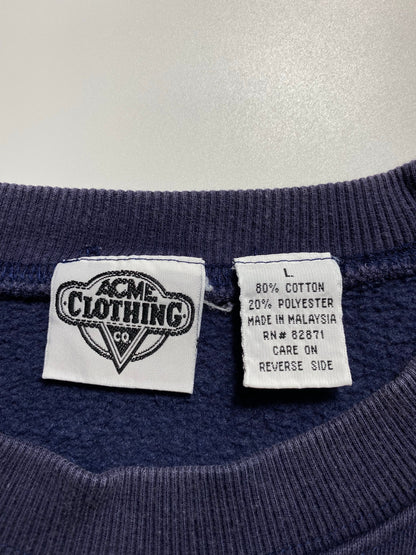 ACME
CLOTHING
CO
L
80% COTTON
20% POLYESTER
MADE IN MALAYSIA
RN# 82871
CARE ON
REVERSE SIDE